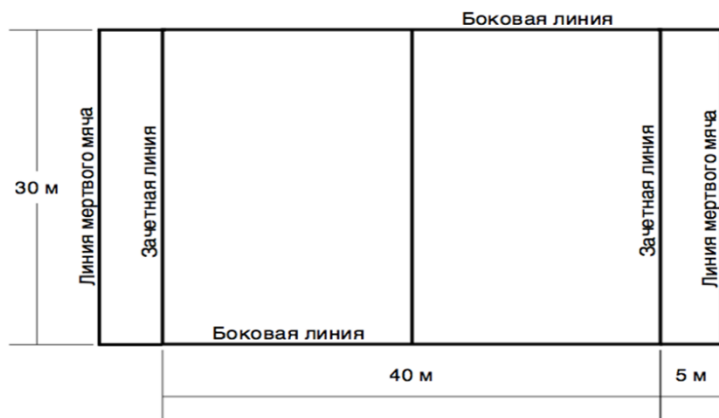 Боковая линия
Линия мертвого мяча
Зачетная линия
30 м
Зачетная линия
Линия мертвого мяча
Боковая линия
40 м
5 м